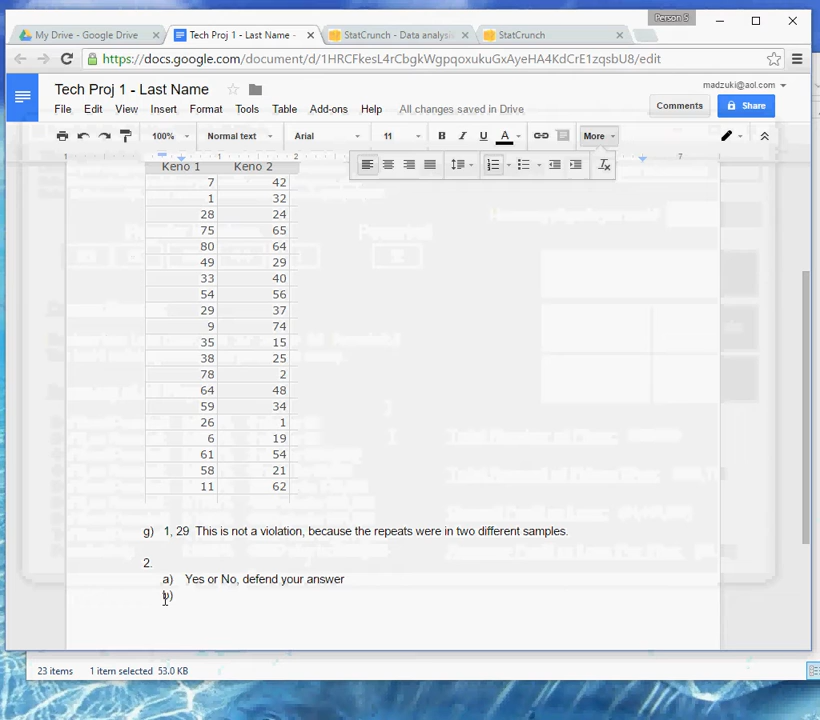 Person 5
My Drive - Google Drive
Tech Proj 1 - Last Name -
StatCrunch - Data analysis
StatCrunch
https://docs.google.com/document/d/1HRCFkesL4rCbgkWgpqoxukuGxAyeHA4KdCrE1zqsbU8/edit
Tech Proj 1 - Last Name
madzuki@aol.com
File Edit View Insert Format Tools Table Add-ons Help All changes saved in Drive
Comments
Share
100% Normal text Arial 11 B I U A More
1 1 2 7
Keno 1 Keno 2
7 42
1 32
28 24
75 65
80 64
49 29
33 40
54 56
29 37
9 74
35 15
38 25
78 2
64 48
59 34
26 1
6 19
61 54
58 21
11 62
g) 1, 29 This is not a violation, because the repeats were in two different samples.
2.
a) Yes or No, defend your answer
b)
23 items 1 item selected 53.0 KB